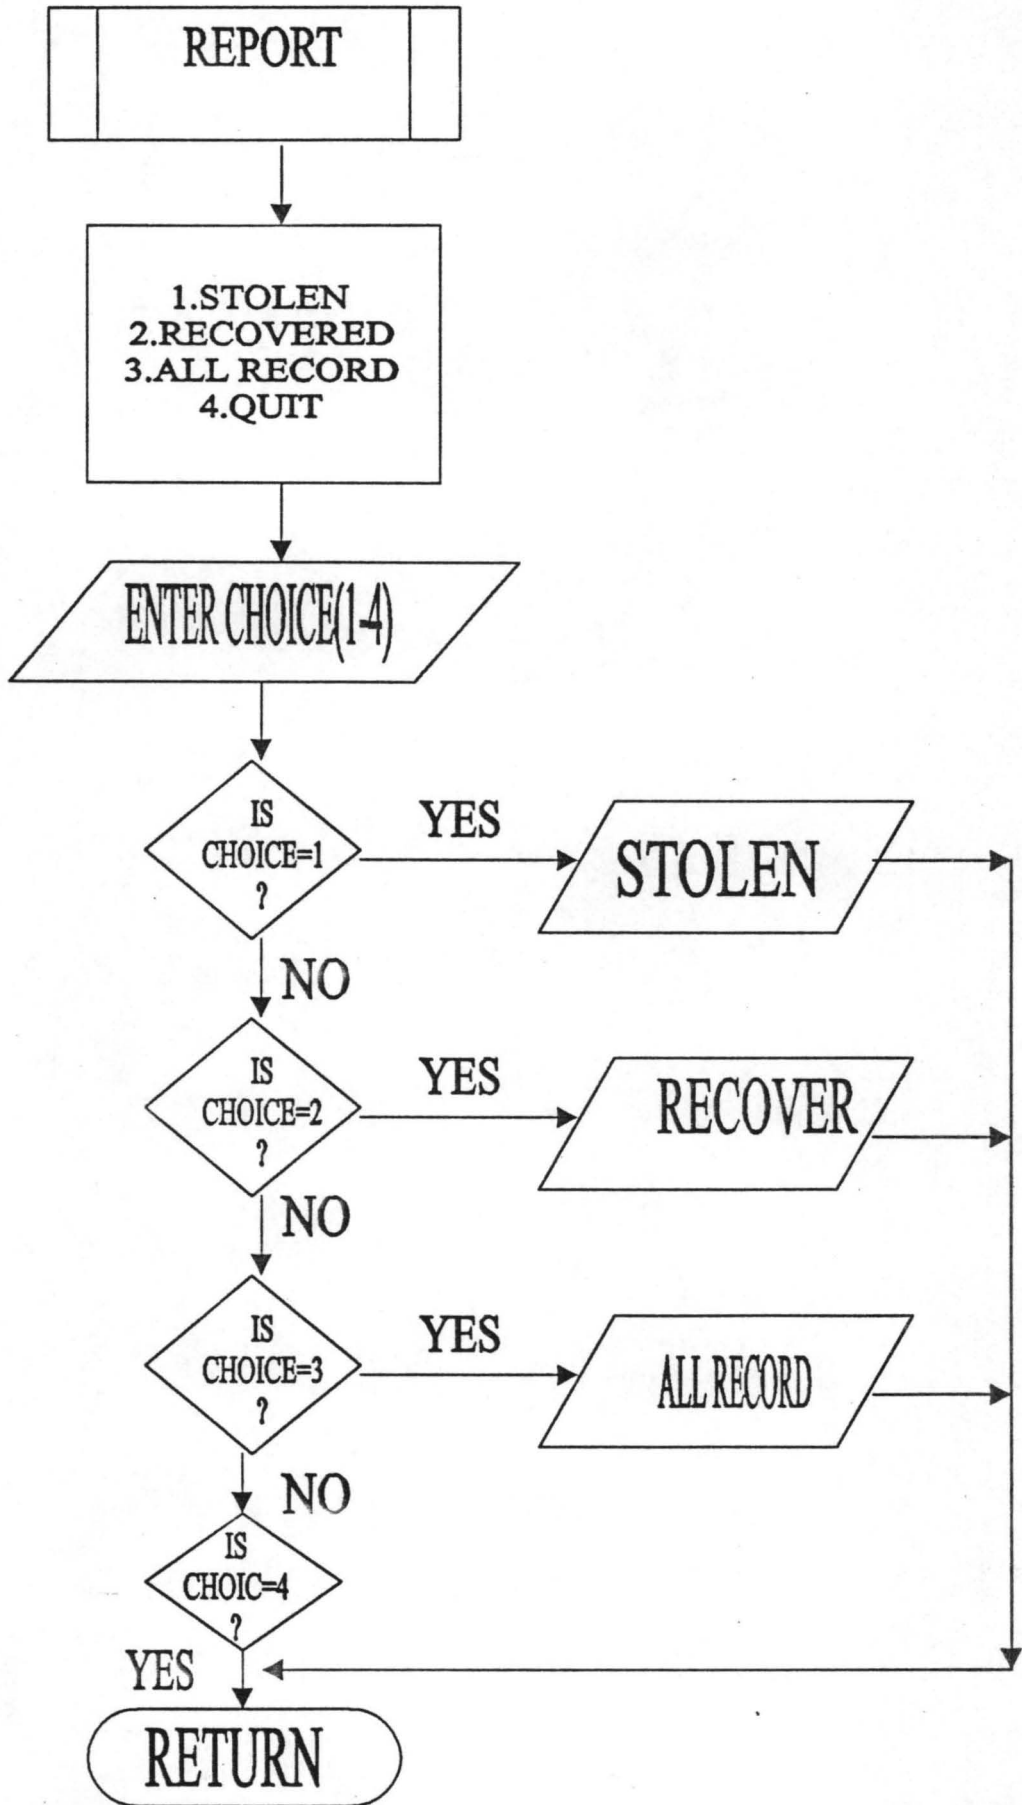 REPORT
1.STOLEN
2.RECOVERED
3.ALL RECORD
4.QUIT
ENTER CHOICE(1-4)
IS
CHOICE=1
?
YES
STOLEN
NO
IS
CHOICE=2
?
YES
RECOVER
NO
IS
CHOICE=3
?
YES
ALL RECORD
NO
IS
CHOIC=4
?
YES
RETURN